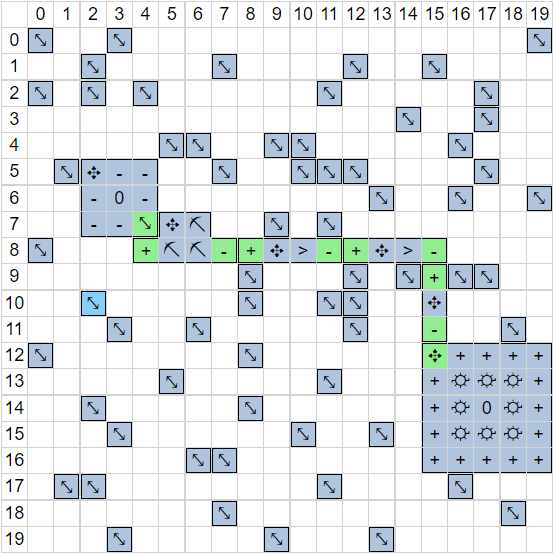 0 1 2 3 4 5 6 7 8 9 10 11 12 13 14 15 16 17 18 19
0 ⤡ ⤡ ⤡
1 ⤡ ⤡ ⤡ ⤡
2 ⤡ ⤡ ⤡ ⤡ ⤡
3 ⤡ ⤡
4 ⤡ ⤡ ⤡ ⤡ ⤡
5 ⤡ ✥ - - ⤡ ⤡ ⤡ ⤡ ⤡
6 - 0 - ⤡ ⤡ ⤡
7 - - ⤡ ✥ ⛏ ⤡ ⤡
8 ⤡ + ⛏ ⛏ - + ✥ > - + ✥ > -
9 ⤡ ⤡ ⤡ + ⤡ ⤡
10 ⤡ ⤡ ⤡ ⤡ ✥
11 ⤡ ⤡ ⤡ - ⤡
12 ⤡ ⤡ ✥ + + + +
13 ⤡ ⤡ + ⛭ ⛭ ⛭ +
14 ⤡ ⤡ + ⛭ 0 ⛭ +
15 ⤡ ⤡ ⤡ + ⛭ ⛭ ⛭ +
16 ⤡ ⤡ + + + + +
17 ⤡ ⤡ ⤡ ⤡
18 ⤡ ⤡
19 ⤡ ⤡ ⤡